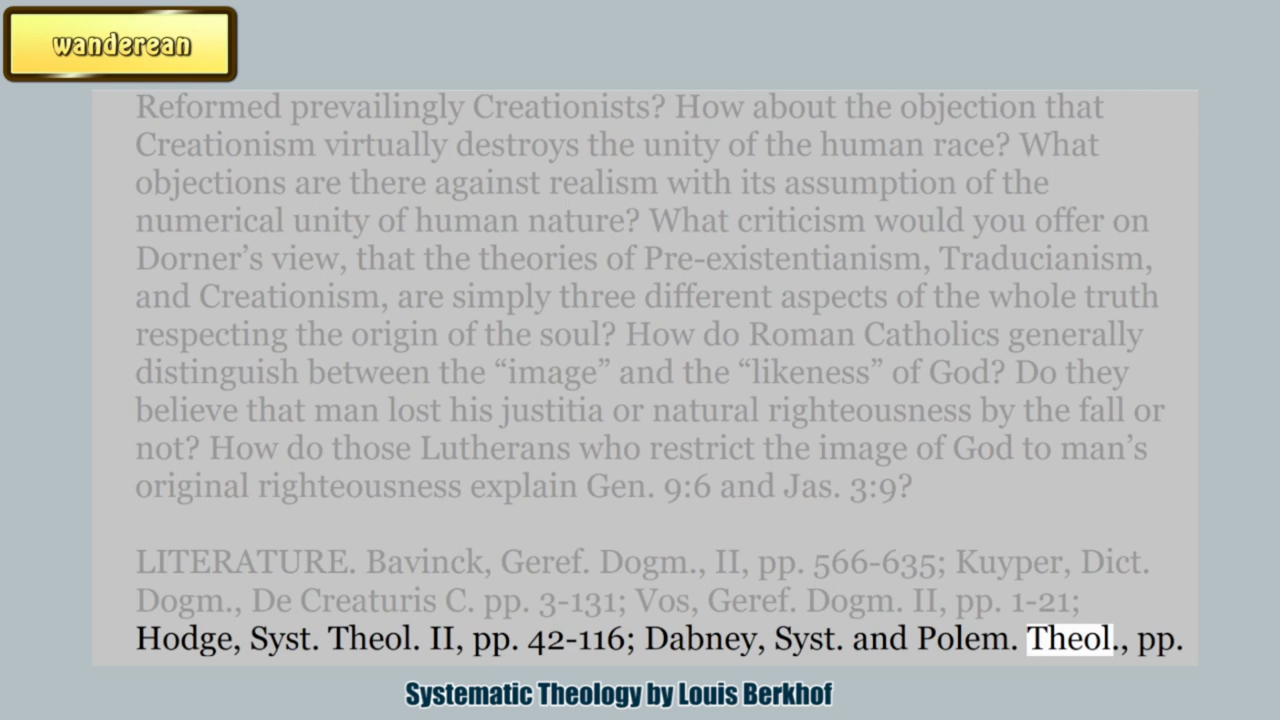 wanderean
Reformed prevailingly Creationists? How about the objection that
Creationism virtually destroys the unity of the human race? What
objections are there against realism with its assumption of the
numerical unity of human nature? What criticism would you offer on
Dorner’s view, that the theories of Pre-existentianism, Traducianism,
and Creationism, are simply three different aspects of the whole truth
respecting the origin of the soul? How do Roman Catholics generally
distinguish between the “image” and the “likeness” of God? Do they
believe that man lost his justitia or natural righteousness by the fall or
not? How do those Lutherans who restrict the image of God to man’s
original righteousness explain Gen. 9:6 and Jas. 3:9?
LITERATURE. Bavinck, Geref. Dogm., II, pp. 566-635; Kuyper, Dict.
Dogm., De Creaturis C. pp. 3-131; Vos, Geref. Dogm. II, pp. 1-21;
Hodge, Syst. Theol. II, pp. 42-116; Dabney, Syst. and Polem. Theol., pp.
Systematic Theology by Louis Berkhof